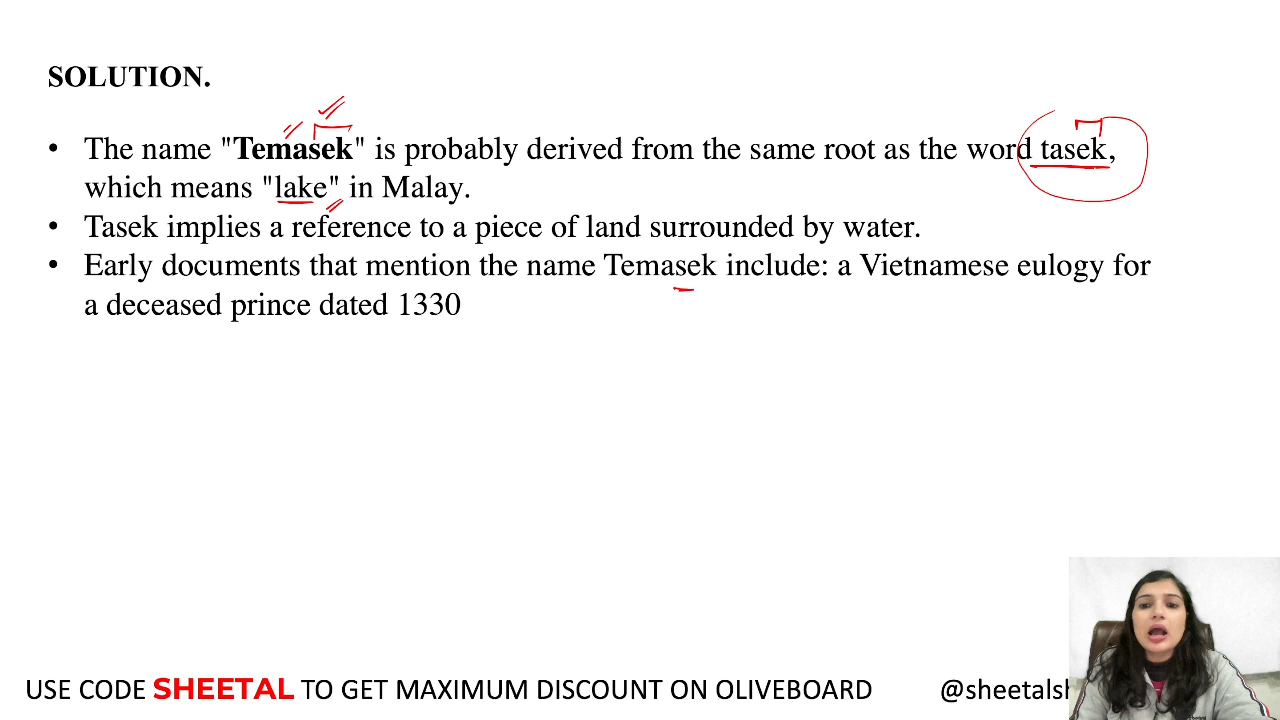 SOLUTION.
• The name "Temasek" is probably derived from the same root as the word tasek,
which means "lake" in Malay.
• Tasek implies a reference to a piece of land surrounded by water.
• Early documents that mention the name Temasek include: a Vietnamese eulogy for
a deceased prince dated 1330
USE CODE SHEETAL TO GET MAXIMUM DISCOUNT ON OLIVEBOARD